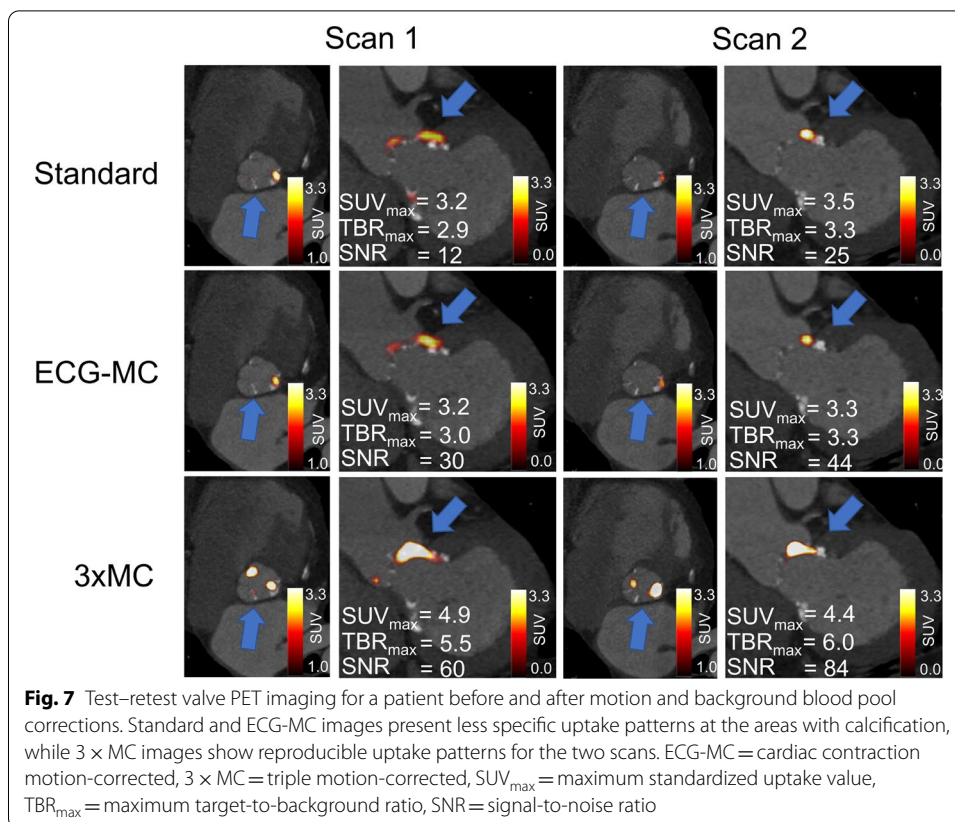 Scan 1
Scan 2
Standard
3.3
SUV
1.0
SUVmax = 3.2
TBRmax = 2.9
SNR = 12
3.3
SUV
0.0
3.3
SUV
1.0
SUVmax = 3.5
TBRmax = 3.3
SNR = 25
3.3
SUV
0.0
ECG-MC
3.3
SUV
1.0
SUVmax = 3.2
TBRmax = 3.0
SNR = 30
3.3
SUV
0.0
3.3
SUV
1.0
SUVmax = 3.3
TBRmax = 3.3
SNR = 44
3.3
SUV
0.0
3xMC
3.3
SUV
1.0
SUVmax = 4.9
TBRmax = 5.5
SNR = 60
3.3
SUV
0.0
3.3
SUV
1.0
SUVmax = 4.4
TBRmax = 6.0
SNR = 84
3.3
SUV
0.0
Fig. 7 Test–retest valve PET imaging for a patient before and after motion and background blood pool
corrections. Standard and ECG-MC images present less specific uptake patterns at the areas with calcification,
while 3 × MC images show reproducible uptake patterns for the two scans. ECG-MC = cardiac contraction
motion-corrected, 3 × MC = triple motion-corrected, SUVmax = maximum standardized uptake value,
TBRmax = maximum target-to-background ratio, SNR = signal-to-noise ratio